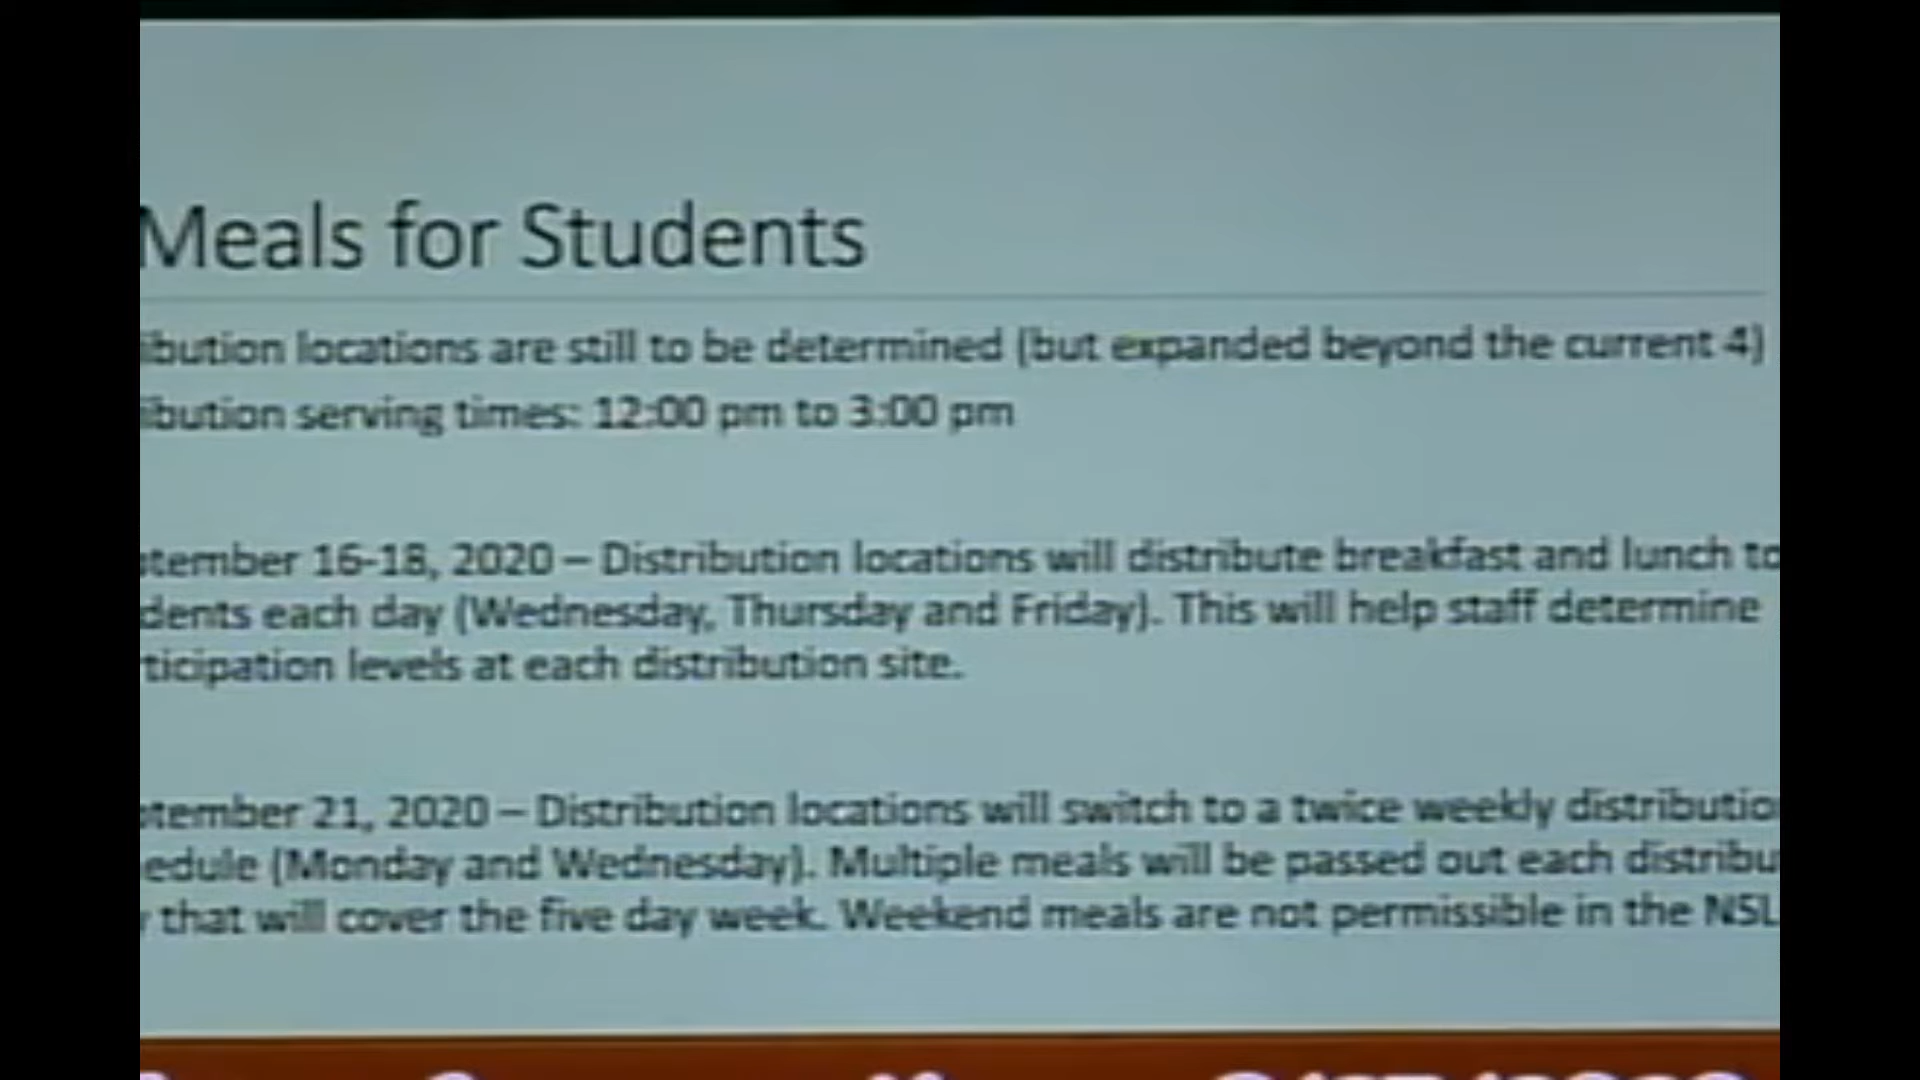 Meals for Students
ibution locations are still to be determined (but expanded beyond the current 4)
ibution serving times: 12:00 pm to 3:00 pm
tember 16-18, 2020 – Distribution locations will distribute breakfast and lunch to
dents each day (Wednesday, Thursday and Friday). This will help staff determine
ticipation levels at each distribution site.
tember 21, 2020 – Distribution locations will switch to a twice weekly distributio
edule (Monday and Wednesday). Multiple meals will be passed out each distribu
that will cover the five day week. Weekend meals are not permissible in the NSL